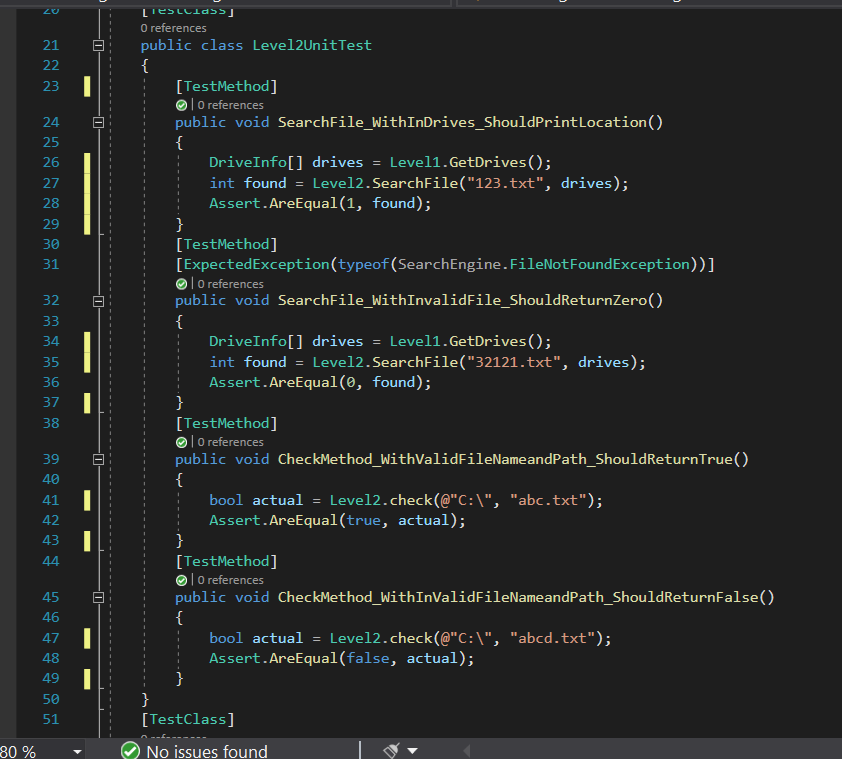 20 [TestClass]
0 references
21 public class Level2UnitTest
22 {
23 [TestMethod]
| 0 references
24 public void SearchFile_WithInDrives_ShouldPrintLocation()
25 {
26 DriveInfo[] drives = Level1.GetDrives();
27 int found = Level2.SearchFile("123.txt", drives);
28 Assert.AreEqual(1, found);
29 }
30 [TestMethod]
31 [ExpectedException(typeof(SearchEngine.FileNotFoundException))]
| 0 references
32 public void SearchFile_WithInvalidFile_ShouldReturnZero()
33 {
34 DriveInfo[] drives = Level1.GetDrives();
35 int found = Level2.SearchFile("32121.txt", drives);
36 Assert.AreEqual(0, found);
37 }
38 [TestMethod]
| 0 references
39 public void CheckMethod_WithValidFileNameandPath_ShouldReturnTrue()
40 {
41 bool actual = Level2.check(@"C:\", "abc.txt");
42 Assert.AreEqual(true, actual);
43 }
44 [TestMethod]
| 0 references
45 public void CheckMethod_WithInValidFileNameandPath_ShouldReturnFalse()
46 {
47 bool actual = Level2.check(@"C:\", "abcd.txt");
48 Assert.AreEqual(false, actual);
49 }
50 }
51 [TestClass]
0 references
80 % No issues found